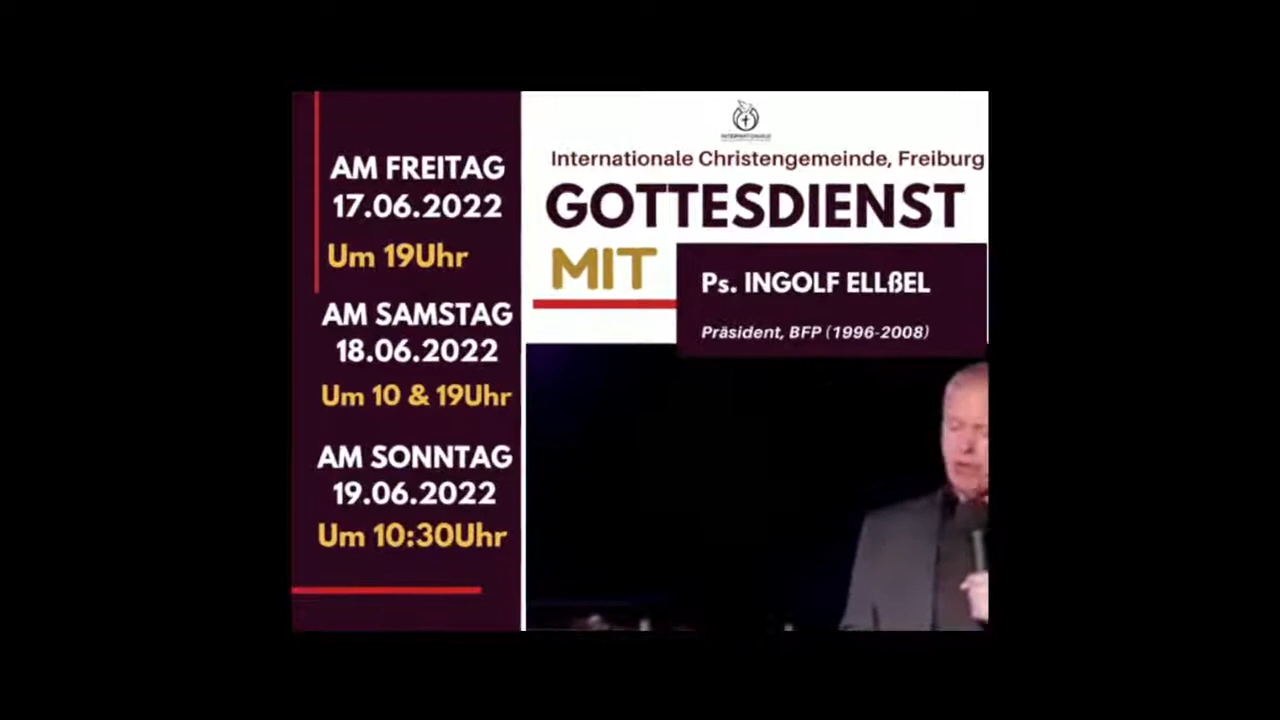 AM FREITAG
17.06.2022
Um 19Uhr
AM SAMSTAG
18.06.2022
Um 10 & 19Uhr
AM SONNTAG
19.06.2022
Um 10:30Uhr
INTERNATIONALE
Internationale Christengemeinde, Freiburg
GOTTESDIENST
MIT
Ps. INGOLF ELLßEL
Präsident, BFP (1996-2008)